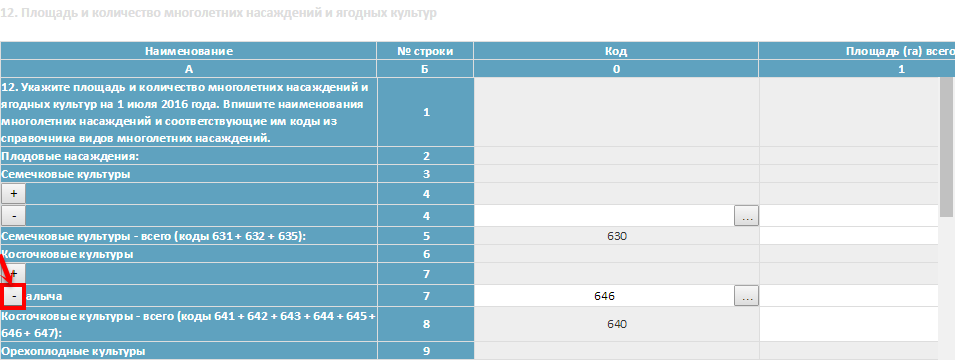 12. Площадь и количество многолетних насаждений и ягодных культур
Наименование № строки Код Площадь (га) всего
А Б 0 1
12. Укажите площадь и количество многолетних насаждений и
ягодных культур на 1 июля 2016 года. Впишите наименования
многолетних насаждений и соответствующие им коды из
справочника видов многолетних насаждений.
1
Плодовые насаждения: 2
Семечковые культуры 3
+ 4
- 4 ...
Семечковые культуры - всего (коды 631 + 632 + 635): 5 630
Косточковые культуры 6
+ 7
- алыча 7 646 ...
Косточковые культуры - всего (коды 641 + 642 + 643 + 644 + 645 +
646 + 647):
8 640
Орехоплодные культуры 9